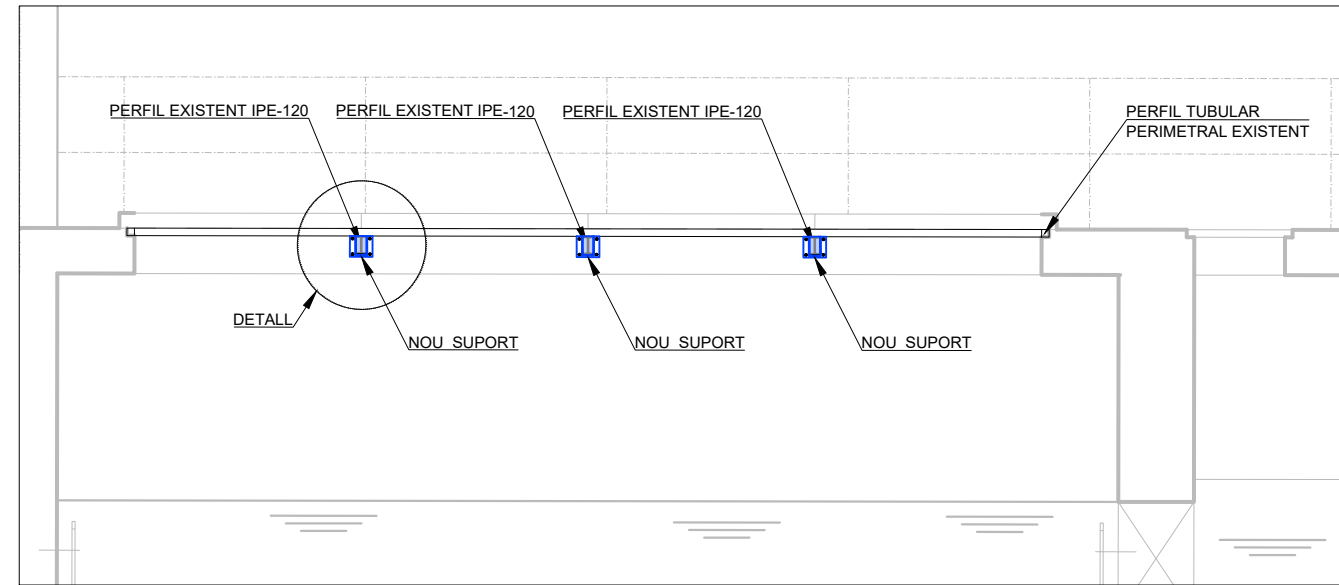 PERFIL EXISTENT IPE-120
PERFIL EXISTENT IPE-120
PERFIL EXISTENT IPE-120
PERFIL TUBULAR
PERIMETRAL EXISTENT
DETALL
NOU SUPORT
NOU SUPORT
NOU SUPORT